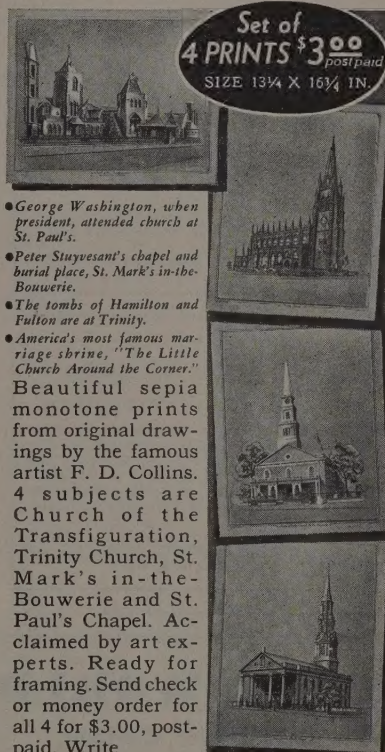 Set of
4 PRINTS $3.00 postpaid
SIZE 13¼ X 16¾ IN.
●George Washington, when
president, attended church at
St. Paul's.
●Peter Stuyvesant's chapel and
burial place, St. Mark's in-the-
Bouwerie.
●The tombs of Hamilton and
Fulton are at Trinity.
●America's most famous mar-
riage shrine, "The Little
Church Around the Corner."
Beautiful sepia
monotone prints
from original draw-
ings by the famous
artist F. D. Collins.
4 subjects are
Church of the
Transfiguration,
Trinity Church, St.
Mark's in-the-
Bouwerie and St.
Paul's Chapel. Ac-
claimed by art ex-
perts. Ready for
framing. Send check
or money order for
all 4 for $3.00, post-
paid. Write